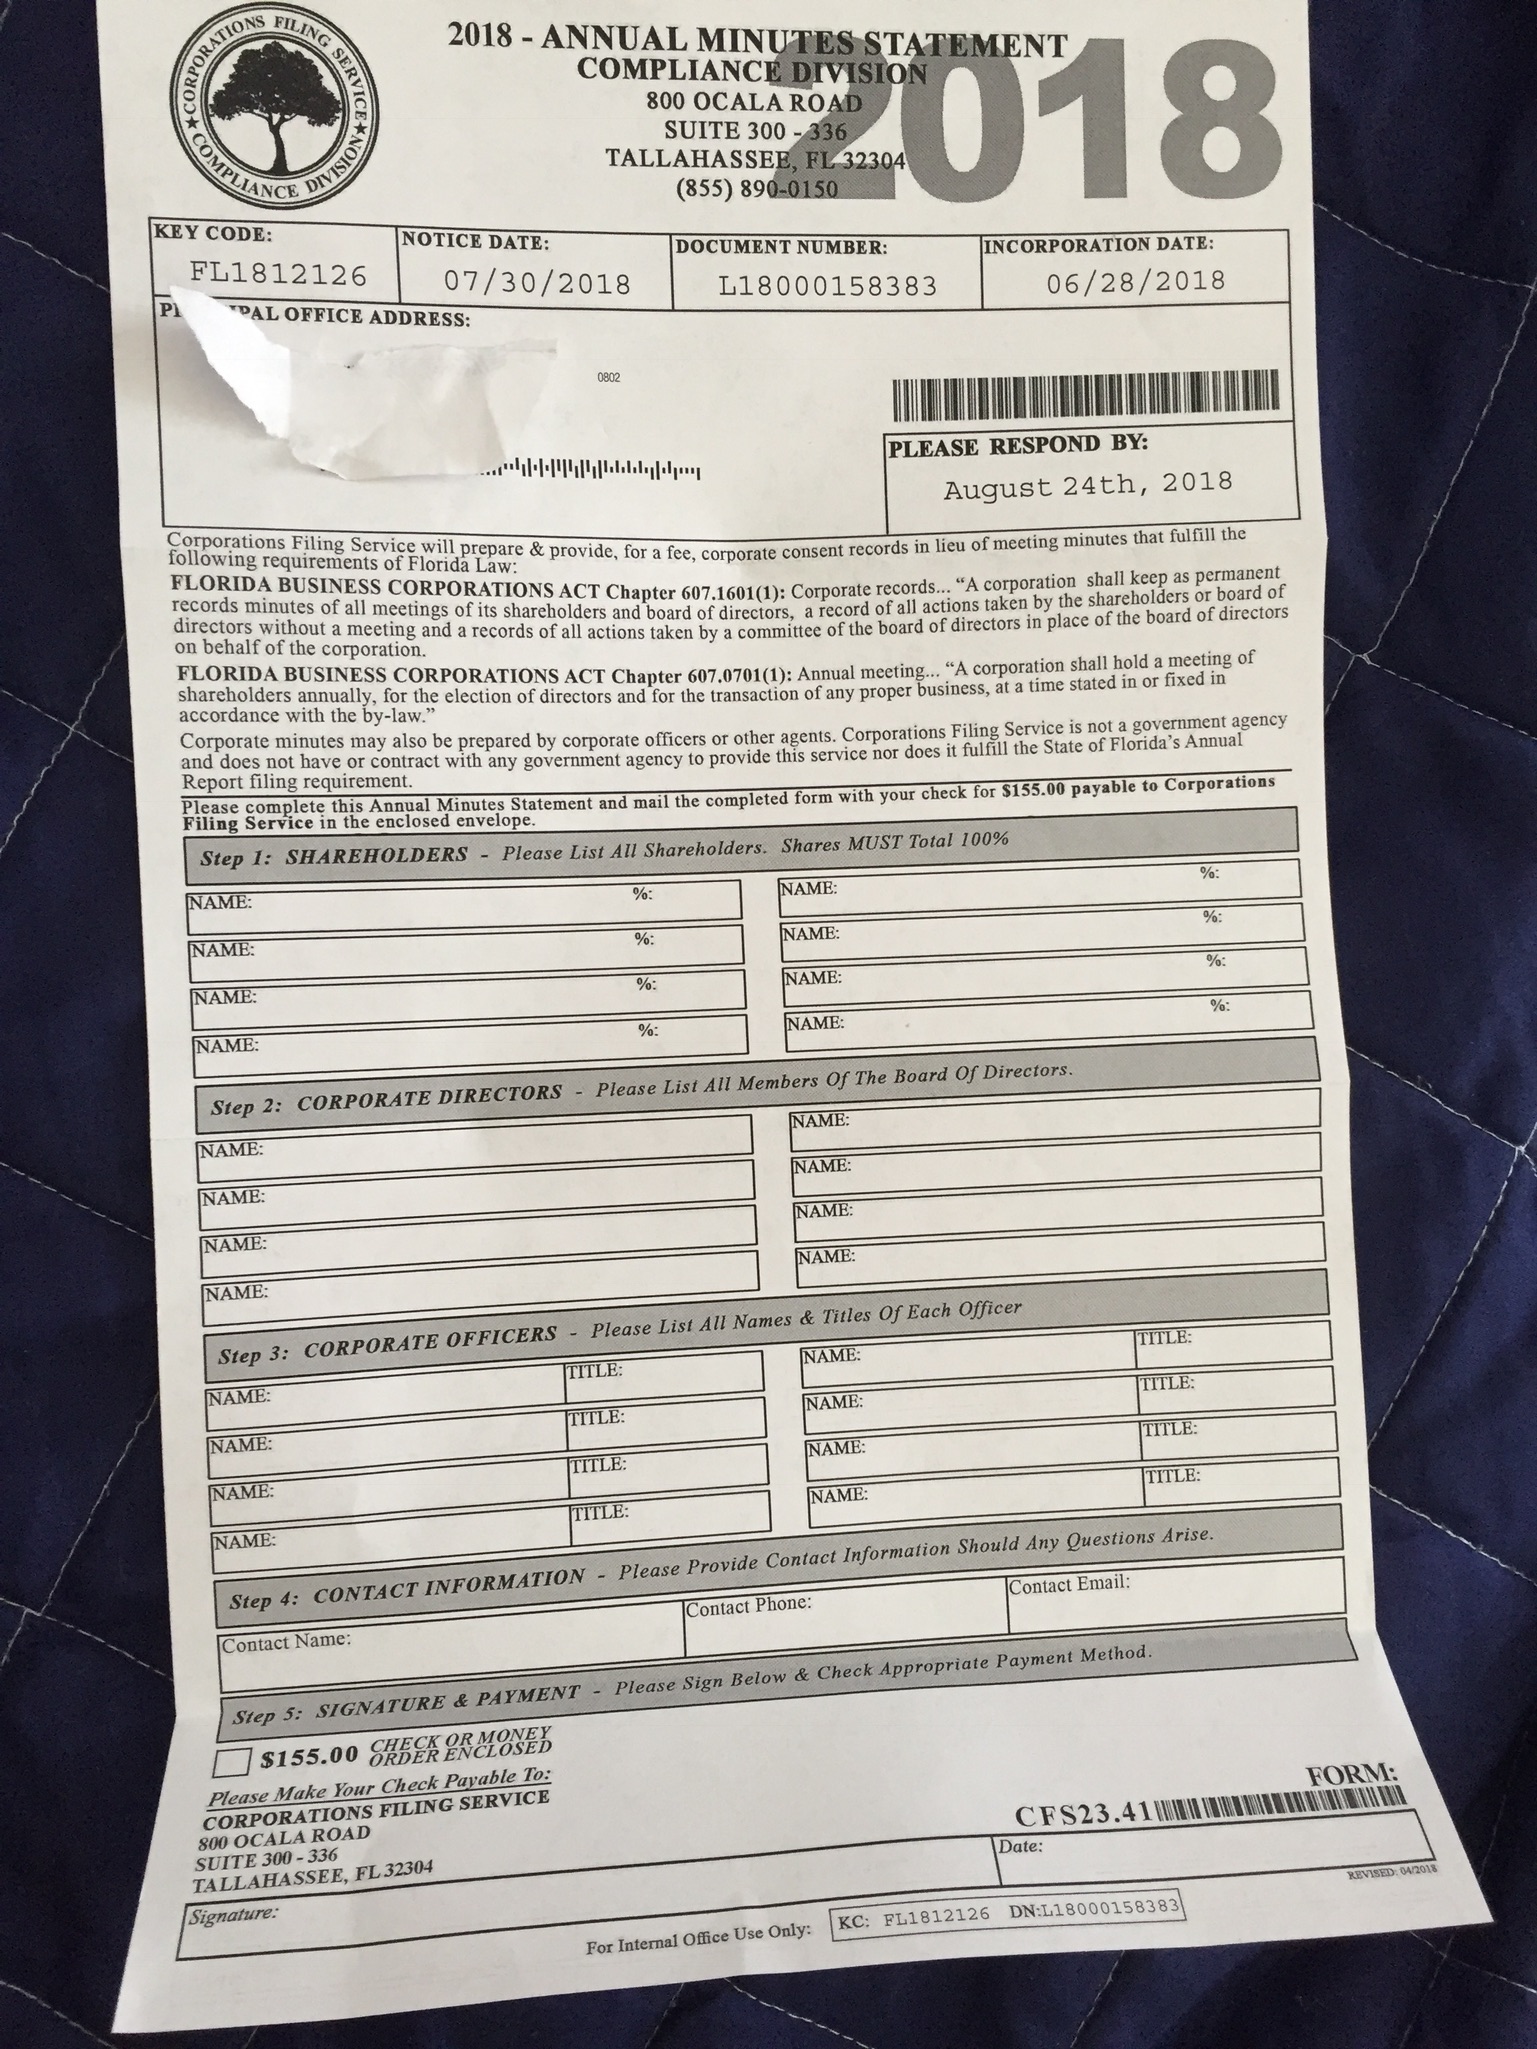 ★CORPORATIONS FILING SERVICE★
COMPLIANCE DIVISION
2018 - ANNUAL MINUTES STATEMENT
COMPLIANCE DIVISION
800 OCALA ROAD
SUITE 300 - 336
TALLAHASSEE, FL 32304
(855) 890-0150
2018
KEY CODE: NOTICE DATE: DOCUMENT NUMBER: INCORPORATION DATE:
FL1812126 07/30/2018 L18000158383 06/28/2018
OFFICE ADDRESS:
0802
PLEASE RESPOND BY:
August 24th, 2018
Corporations Filing Service will prepare & provide, for a fee, corporate consent records in lieu of meeting minutes that fulfill the
following requirements of Florida Law:
FLORIDA BUSINESS CORPORATIONS ACT Chapter 607.1601(1): Corporate records... “A corporation shall keep as permanent
records minutes of all meetings of its shareholders and board of directors, a record of all actions taken by the shareholders or board of
directors without a meeting and a records of all actions taken by a committee of the board of directors in place of the board of directors
on behalf of the corporation.
FLORIDA BUSINESS CORPORATIONS ACT Chapter 607.0701(1): Annual meeting... “A corporation shall hold a meeting of
shareholders annually, for the election of directors and for the transaction of any proper business, at a time stated in or fixed in
accordance with the by-law.”
Corporate minutes may also be prepared by corporate officers or other agents. Corporations Filing Service is not a government agency
and does not have or contract with any government agency to provide this service nor does it fulfill the State of Florida’s Annual
Report filing requirement.
Please complete this Annual Minutes Statement and mail the completed form with your check for $155.00 payable to Corporations
Filing Service in the enclosed envelope.
Step 1: SHAREHOLDERS - Please List All Shareholders. Shares MUST Total 100%
NAME: %: NAME: %:
NAME: %: NAME: %:
NAME: %: NAME: %:
NAME: %: NAME: %:
Step 2: CORPORATE DIRECTORS - Please List All Members Of The Board Of Directors.
NAME: NAME:
NAME: NAME:
NAME: NAME:
NAME: NAME:
Step 3: CORPORATE OFFICERS - Please List All Names & Titles Of Each Officer
NAME: TITLE: NAME: TITLE:
NAME: TITLE: NAME: TITLE:
NAME: TITLE: NAME: TITLE:
NAME: TITLE: NAME: TITLE:
Step 4: CONTACT INFORMATION - Please Provide Contact Information Should Any Questions Arise.
Contact Name: Contact Phone: Contact Email:
Step 5: SIGNATURE & PAYMENT - Please Sign Below & Check Appropriate Payment Method.
$155.00 CHECK OR MONEY
ORDER ENCLOSED
Please Make Your Check Payable To:
CORPORATIONS FILING SERVICE
800 OCALA ROAD
SUITE 300 - 336
TALLAHASSEE, FL 32304
FORM:
CFS23.41
Signature: Date:
REVISED: 04/2018
For Internal Office Use Only: KC: FL1812126 DN:L18000158383